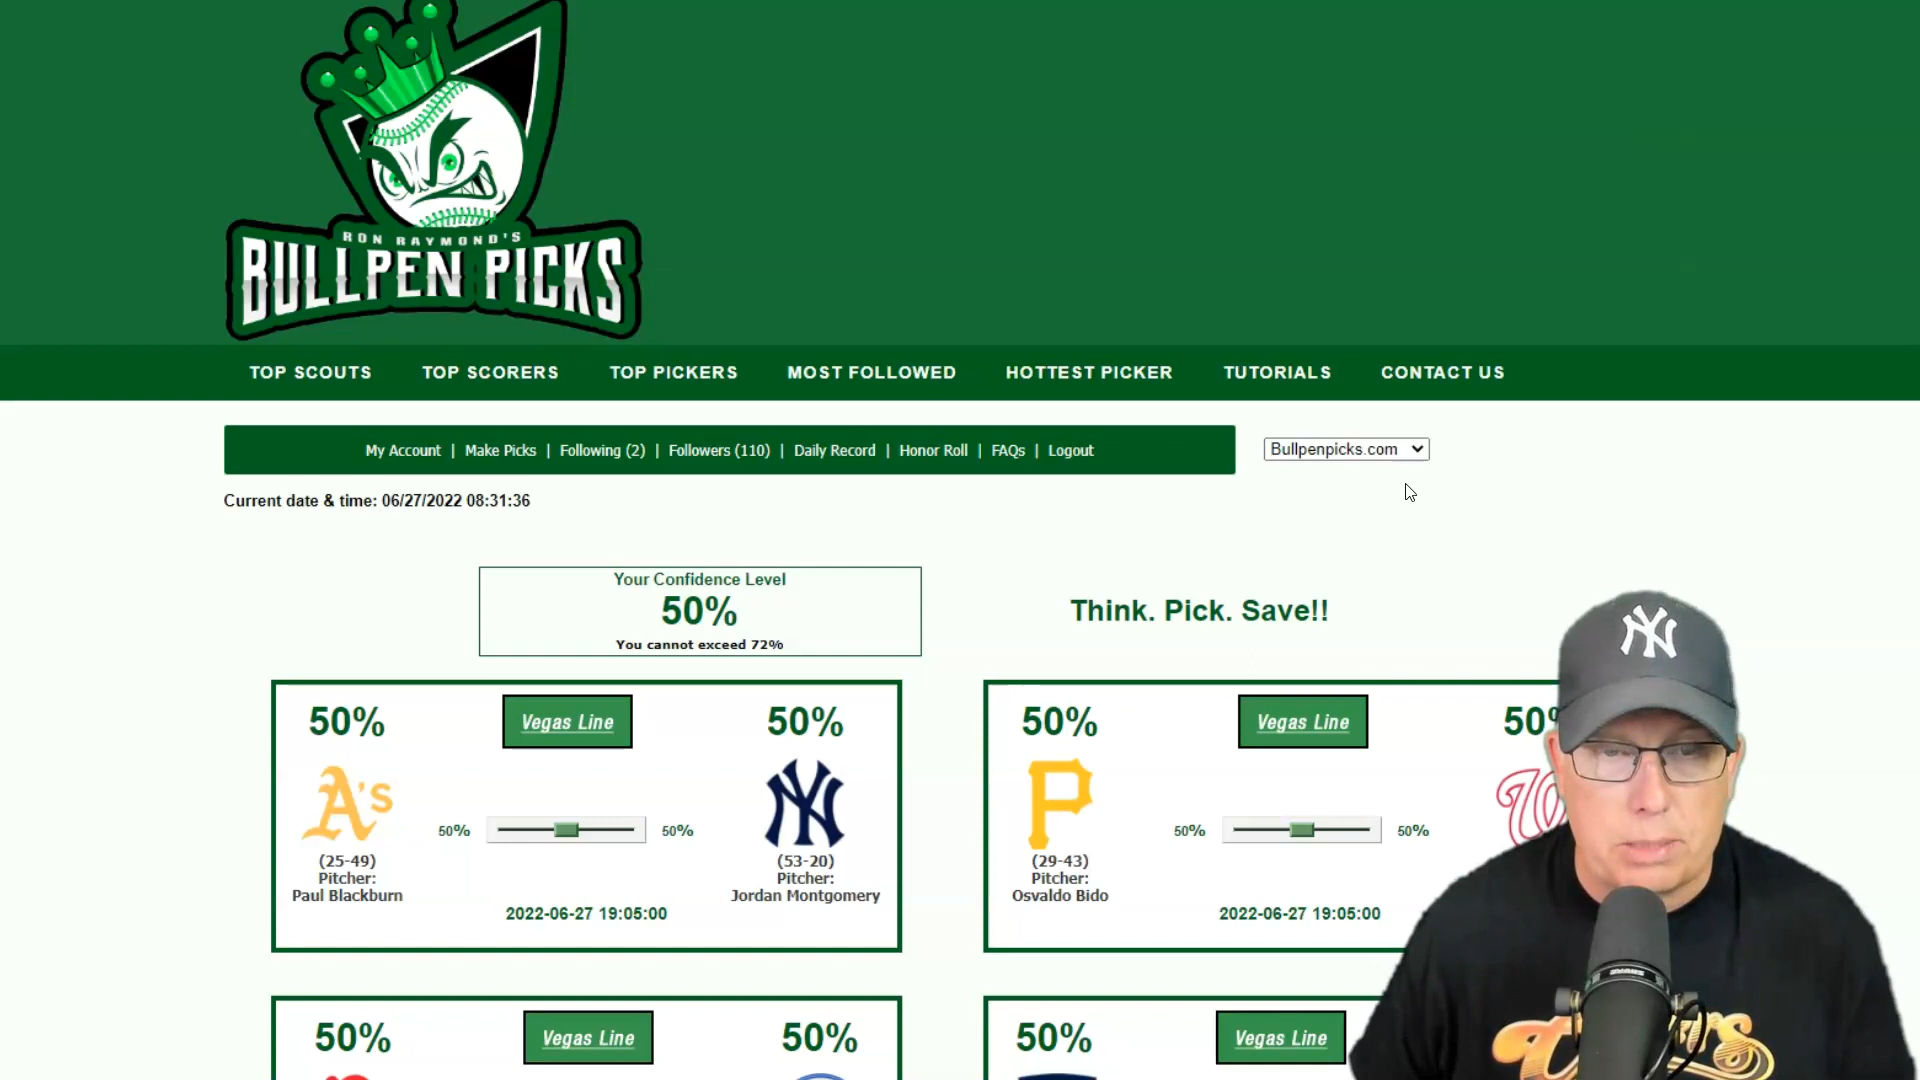 RON RAYMOND'S
BULLPEN PICKS
TOP SCOUTS TOP SCORERS TOP PICKERS MOST FOLLOWED HOTTEST PICKER TUTORIALS CONTACT US
My Account | Make Picks | Following (2) | Followers (110) | Daily Record | Honor Roll | FAQs | Logout
Bullpenpicks.com
Current date & time: 06/27/2022 08:31:36
Your Confidence Level
50%
You cannot exceed 72%
Think. Pick. Save!!
50% Vegas Line 50%
A's
NY
50% 50%
(25-49)
Pitcher:
Paul Blackburn
(53-20)
Pitcher:
Jordan Montgomery
2022-06-27 19:05:00
50% Vegas Line
P
W
50% 50%
(29-43)
Pitcher:
Osvaldo Bido
2022-06-27 19:05:00
NY
50% Vegas Line 50%
50% Vegas Line